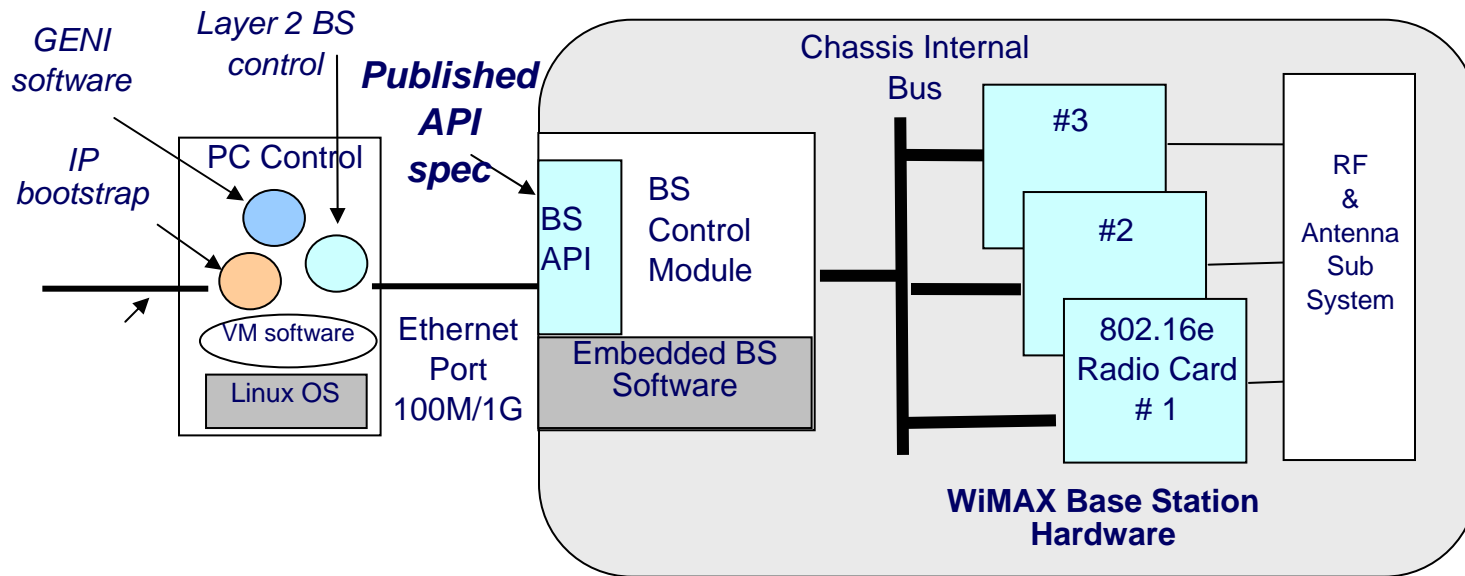 GENI
software
Layer 2 BS
control
Published
API
spec
IP
bootstrap
PC Control
VM software
Linux OS
Ethernet
Port
100M/1G
BS
API
BS
Control
Module
Embedded BS
Software
Chassis Internal
Bus
#3
#2
802.16e
Radio Card
# 1
RF
&
Antenna
Sub
System
WiMAX Base Station
Hardware